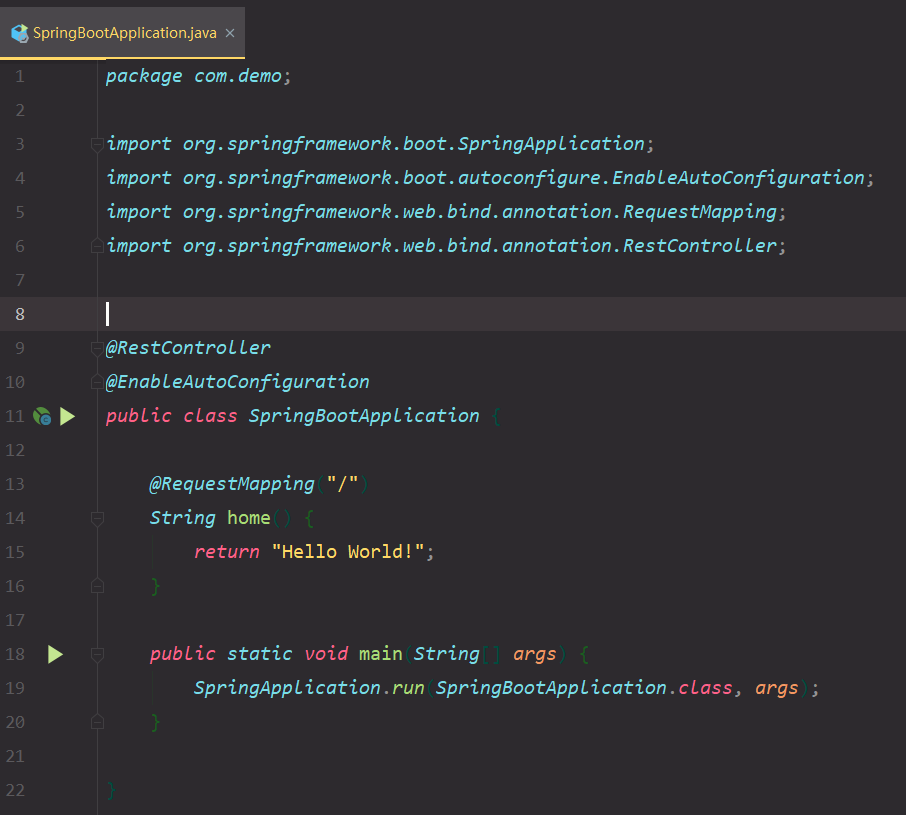 SpringBootApplication.java ×
1 package com.demo;
2
3 import org.springframework.boot.SpringApplication;
4 import org.springframework.boot.autoconfigure.EnableAutoConfiguration;
5 import org.springframework.web.bind.annotation.RequestMapping;
6 import org.springframework.web.bind.annotation.RestController;
7
8
9 @RestController
10 @EnableAutoConfiguration
11 public class SpringBootApplication {
12
13     @RequestMapping("/")
14     String home() {
15         return "Hello World!";
16     }
17
18     public static void main(String[] args) {
19         SpringApplication.run(SpringBootApplication.class, args);
20     }
21
22 }